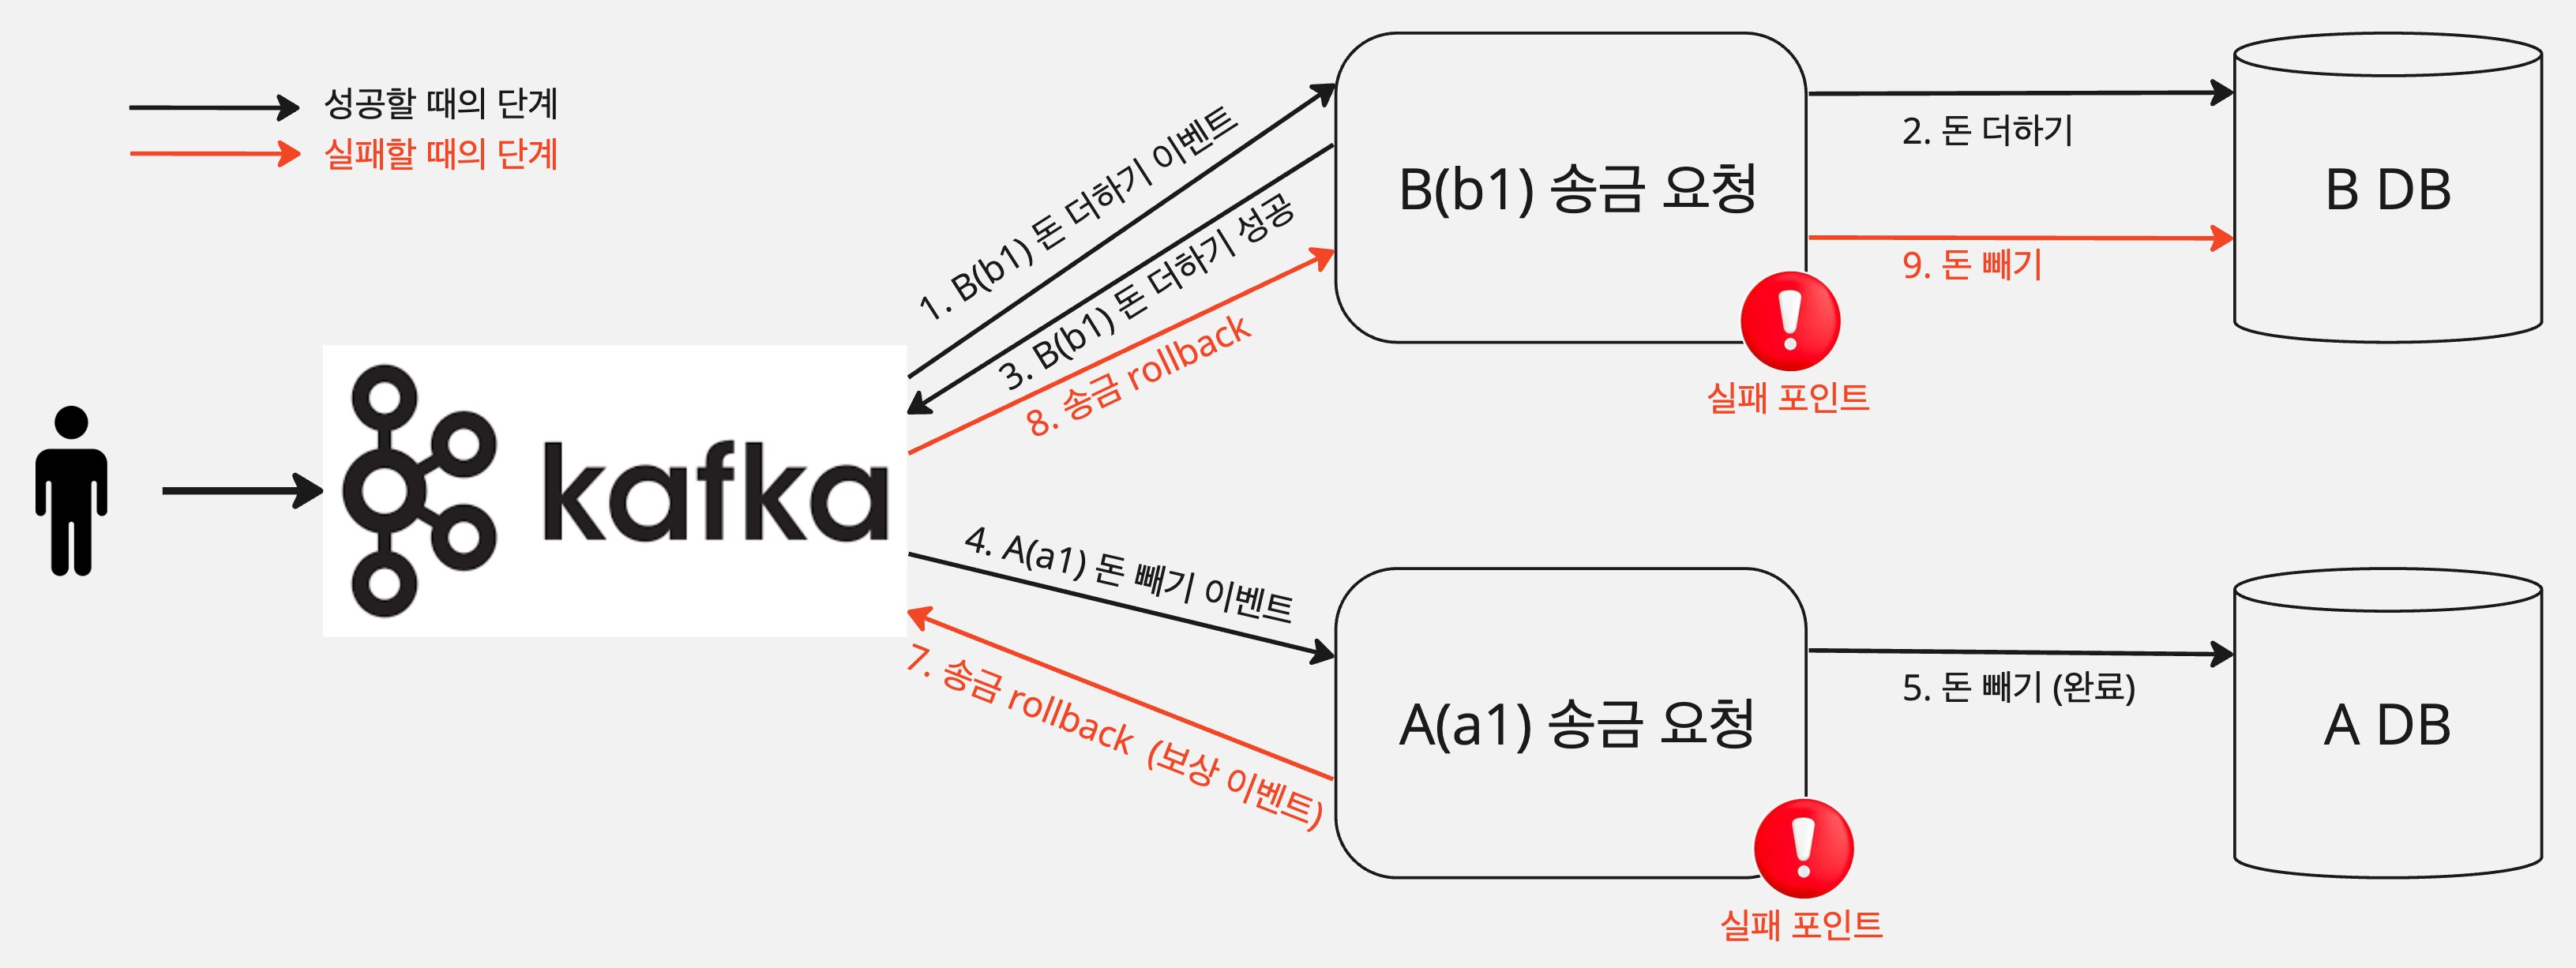 성공할 때의 단계
실패할 때의 단계
kafka
1. B(b1) 돈 더하기 이벤트
3. B(b1) 돈 더하기 성공
8. 송금 rollback
B(b1) 송금 요청
실패 포인트
2. 돈 더하기
9. 돈 빼기
B DB
4. A(a1) 돈 빼기 이벤트
7. 송금 rollback (보상 이벤트)
A(a1) 송금 요청
실패 포인트
5. 돈 빼기 (완료)
A DB